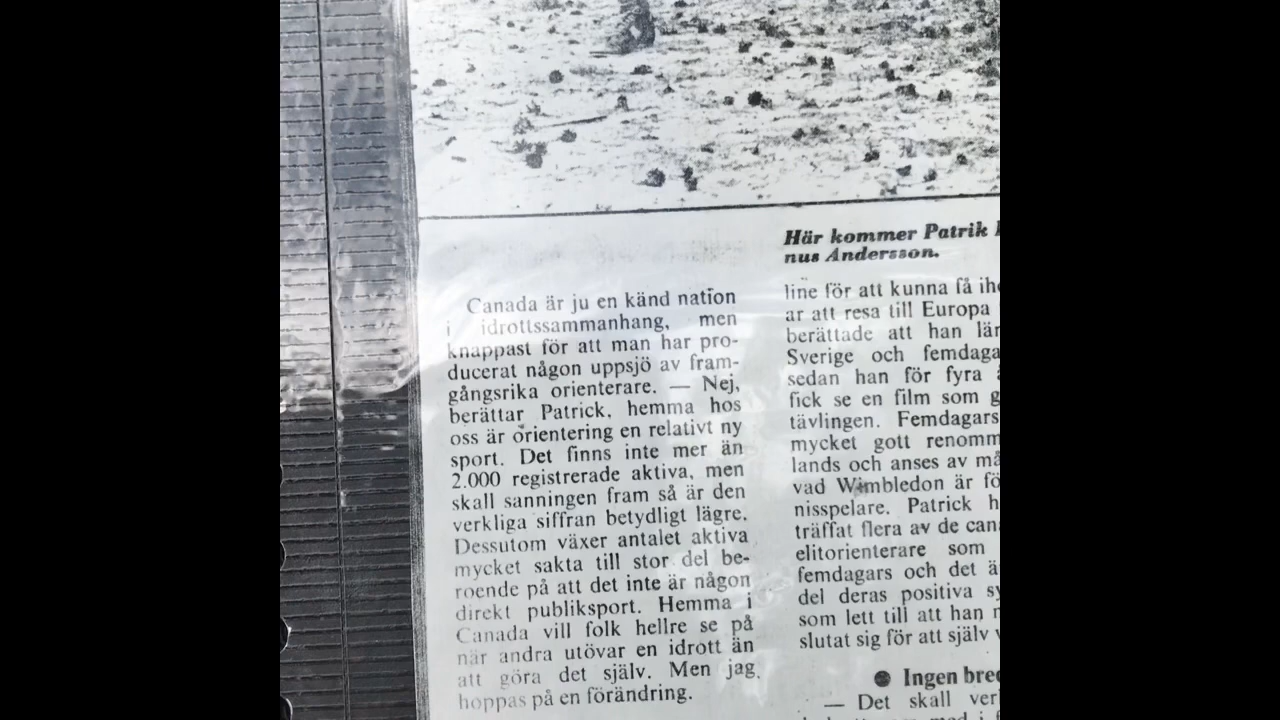 Canada är ju en känd nation
i idrottssammanhang, men
knappast för att man har pro-
ducerat någon uppsjö av fram-
gångsrika orienterare. — Nej,
berättar Patrick, hemma hos
oss är orientering en relativt ny
sport. Det finns inte mer än
2.000 registrerade aktiva, men
skall sanningen fram så är den
verkliga siffran betydligt lägre.
Dessutom växer antalet aktiva
mycket sakta till stor del be-
roende på att det inte är någon
direkt publiksport. Hemma i
Canada vill folk hellre se på
när andra utövar en idrott än
att göra det själv. Men jag
hoppas på en förändring.
Här kommer Patrik
nus Andersson.
line för att kunna få
ar att resa till Europa
berättade att han
Sverige och
sedan han för fyra
fick se en film som
tävlingen.
mycket gott
lands och anses av
vad Wimbledon är
nisspelare. Patrick
träffat flera av de
elitorienterare som
femdagars och det
del deras positiva
som lett till att han
slutat sig för att själv
● Ingen
— Det skall